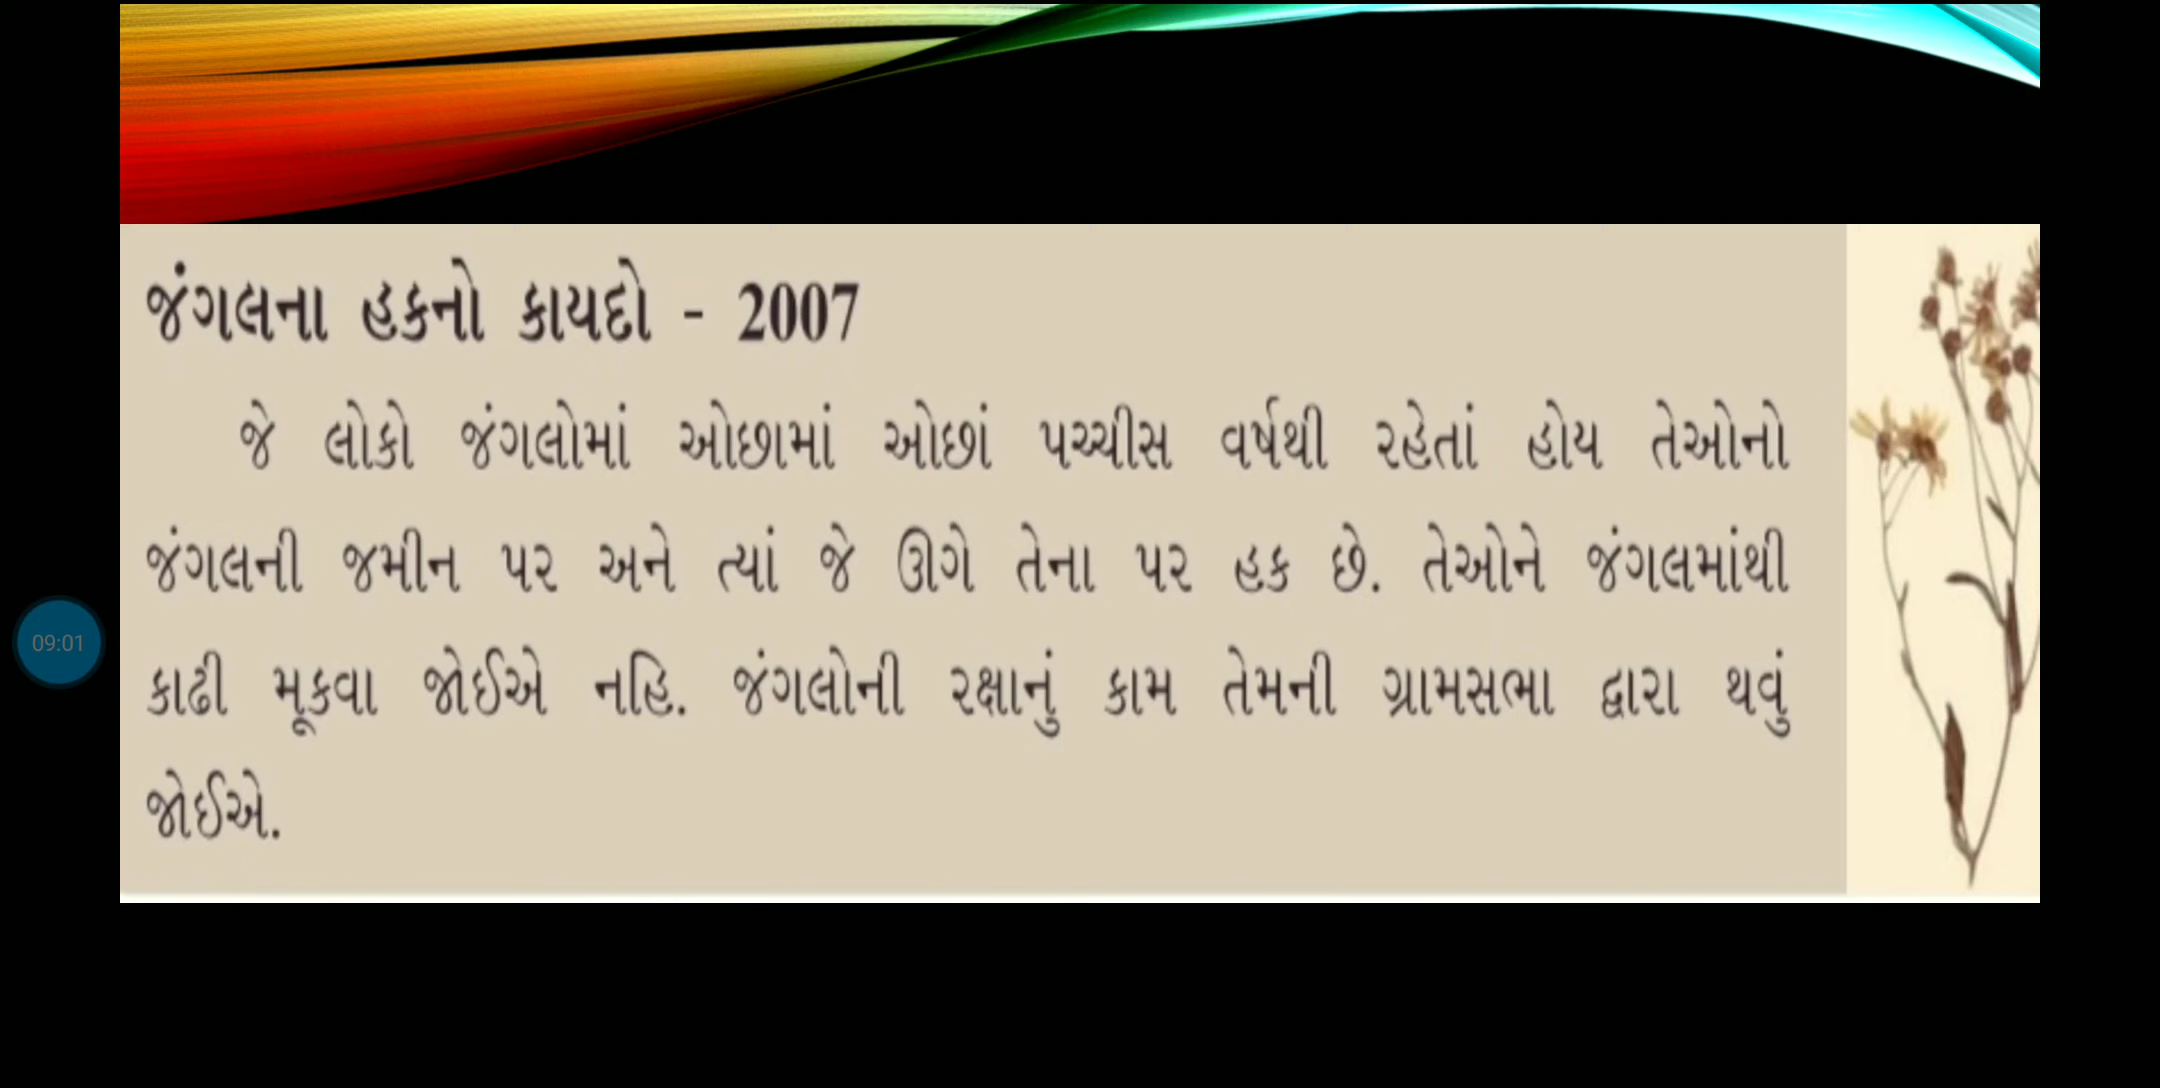 જંગલના હકનો કાયદો - 2007
જે લોકો જંગલોમાં ઓછામાં ઓછાં પચ્ચીસ વર્ષથી રહેતાં હોય તેઓનો
જંગલની જમીન પર અને ત્યાં જે ઊગે તેના પર હક છે. તેઓને જંગલમાંથી
09:01
કાઢી મૂકવા જોઈએ નહિ. જંગલોની રક્ષાનું કામ તેમની ગ્રામસભા દ્વારા થવું
જોઈએ.